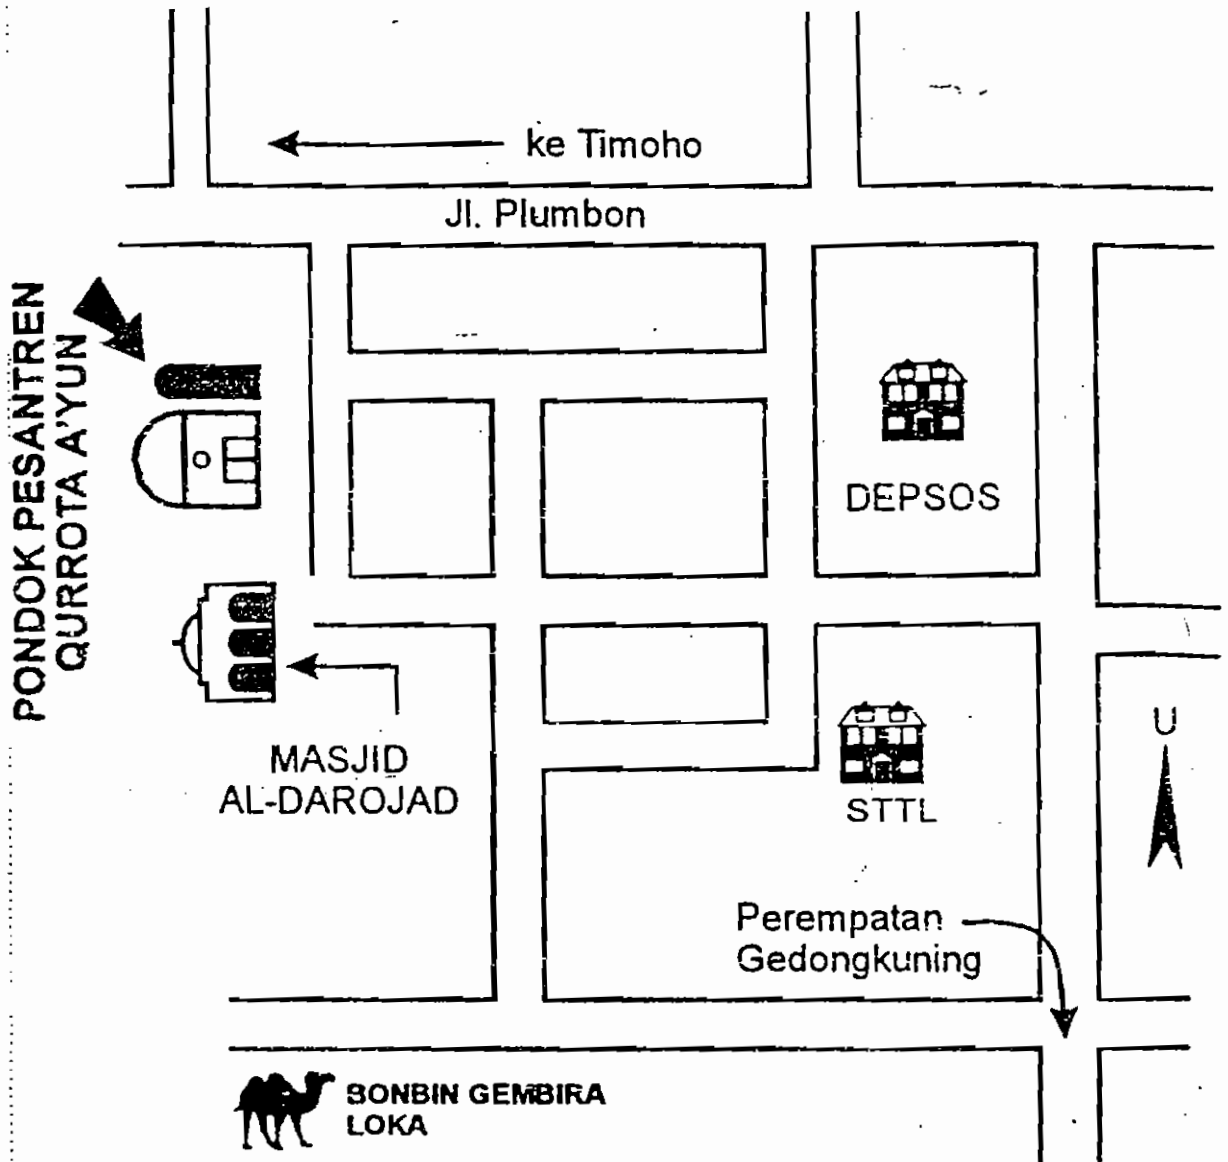 ke Timoho
Jl. Plumbon
PONDOK PESANTREN
QURROTA A'YUN
DEPSOS
MASJID
AL-DAROJAD
STTL
U
Perempatan
Gedongkuning
BONBIN GEMBIRA
LOKA